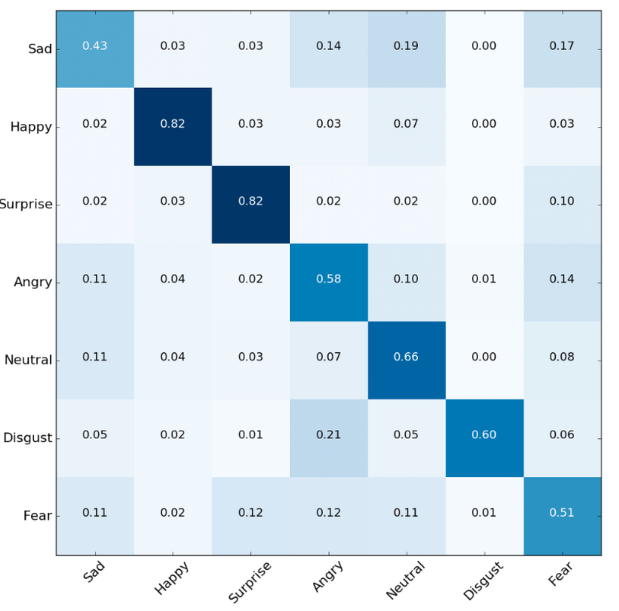 Sad 0.43 0.03 0.03 0.14 0.19 0.00 0.17
Happy 0.02 0.82 0.03 0.03 0.07 0.00 0.03
Surprise 0.02 0.03 0.82 0.02 0.02 0.00 0.10
Angry 0.11 0.04 0.02 0.58 0.10 0.01 0.14
Neutral 0.11 0.04 0.03 0.07 0.66 0.00 0.08
Disgust 0.05 0.02 0.01 0.21 0.05 0.60 0.06
Fear 0.11 0.02 0.12 0.12 0.11 0.01 0.51
Sad Happy Surprise Angry Neutral Disgust Fear